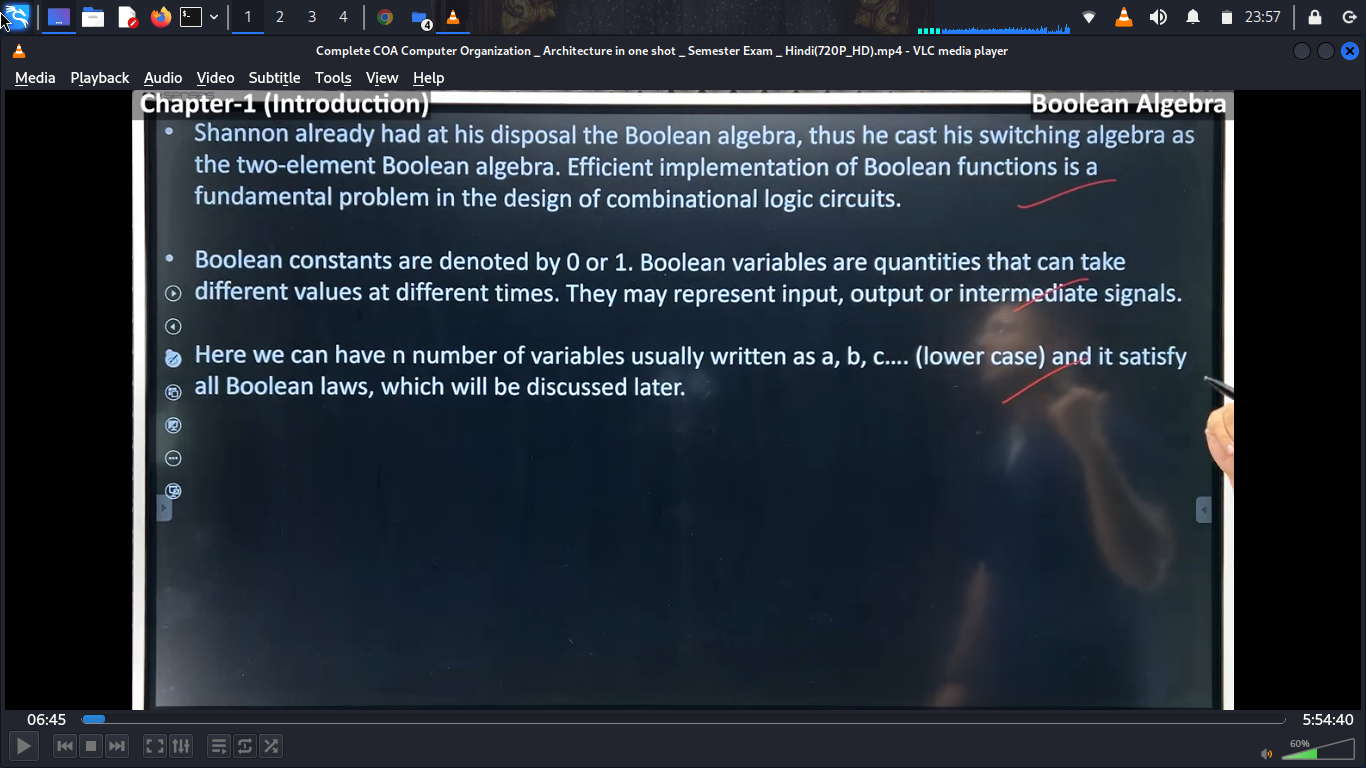 1 2 3 4 4 23:57
Complete COA Computer Organization _ Architecture in one shot _ Semester Exam _ Hindi(720P_HD).mp4 - VLC media player
Media Playback Audio Video Subtitle Tools View Help
Chapter-1 (Introduction) Boolean Algebra
• Shannon already had at his disposal the Boolean algebra, thus he cast his switching algebra as
the two-element Boolean algebra. Efficient implementation of Boolean functions is a
fundamental problem in the design of combinational logic circuits.
• Boolean constants are denoted by 0 or 1. Boolean variables are quantities that can take
different values at different times. They may represent input, output or intermediate signals.
Here we can have n number of variables usually written as a, b, c.... (lower case) and it satisfy
all Boolean laws, which will be discussed later.
06:45 5:54:40
60%